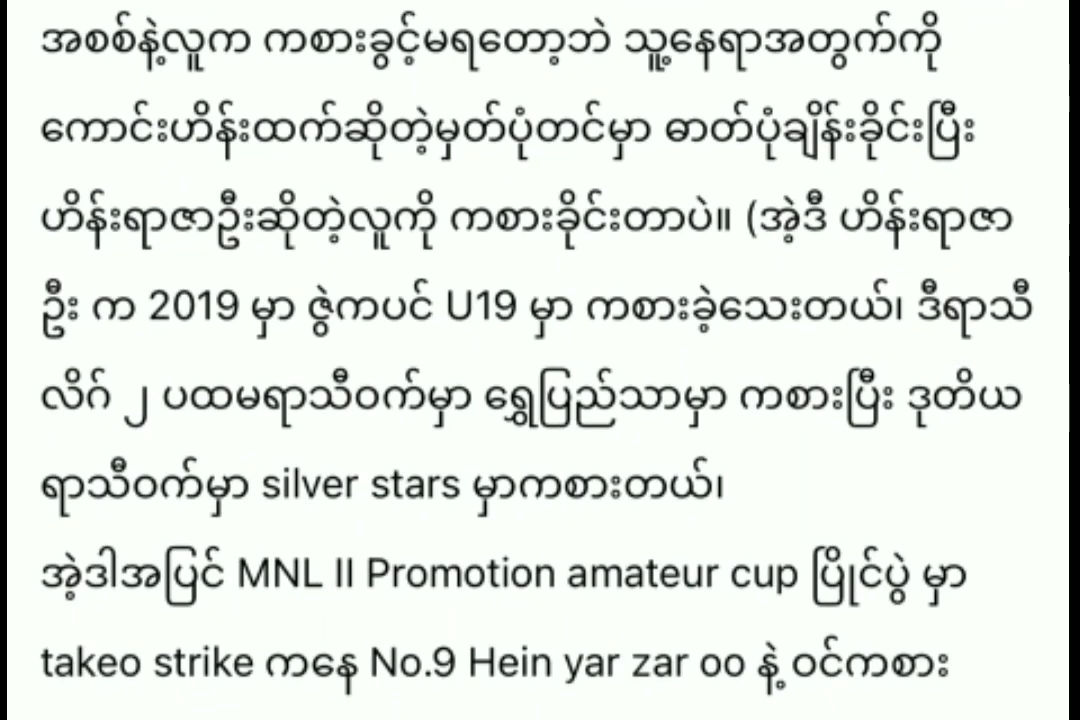 အစစ်နဲ့လူက ကစားခွင့်မရတော့ဘဲ သူ့နေရာအတွက်ကို
ကောင်းဟိန်းထက်ဆိုတဲ့မှတ်ပုံတင်မှာ ဓာတ်ပုံချိန်းခိုင်းပြီး
ဟိန်းရာဇာဦးဆိုတဲ့လူကို ကစားခိုင်းတာပဲ။ (အဲ့ဒီ ဟိန်းရာဇာ
ဦး က 2019 မှာ ဇွဲကပင် U19 မှာ ကစားခဲ့သေးတယ်၊ ဒီရာသီ
လိဂ် ၂ ပထမရာသီဝက်မှာ ရွှေပြည်သာမှာ ကစားပြီး ဒုတိယ
ရာသီဝက်မှာ silver stars မှာကစားတယ်၊
အဲ့ဒါအပြင် MNL II Promotion amateur cup ပြိုင်ပွဲ မှာ
takeo strike ကနေ No.9 Hein yar zar oo နဲ့ ဝင်ကစား